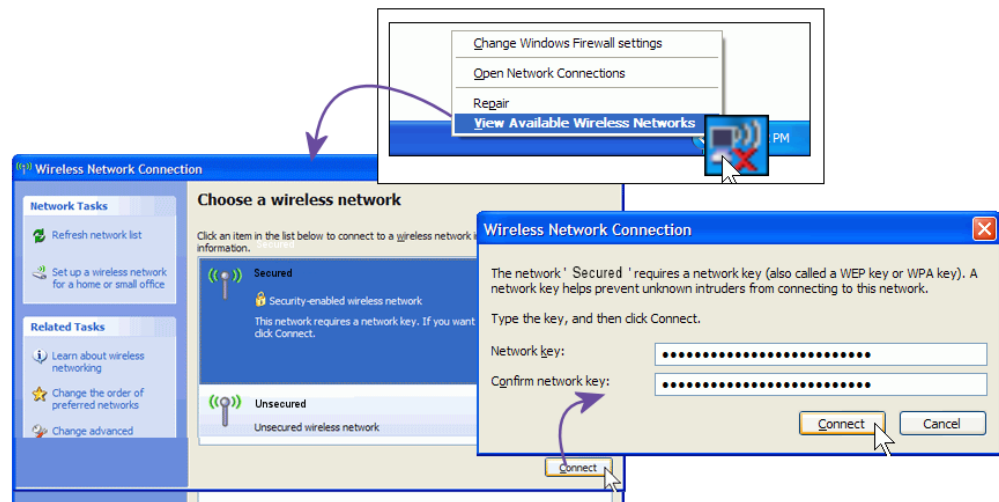 Change Windows Firewall settings
Open Network Connections
Repair
View Available Wireless Networks
PM
Wireless Network Connect
Network Tasks
Refresh network list
Set up a wireless network
for a home or small office
Related Tasks
Learn about wireless
networking
Change the order of
preferred networks
Change advanced
Choose a wireless network
Click an item in the list below to connect to a wireless network i
information.
Secured
Secured
Security-enabled wireless network
This network requires a network key. If you want
click Connect.
Unsecured
Unsecured wireless network
Connect
Wireless Network Connection
The network ' Secured ' requires a network key (also called a WEP key or WPA key). A
network key helps prevent unknown intruders from connecting to this network.
Type the key, and then click Connect.
Network key:
Confirm network key:
Connect
Cancel